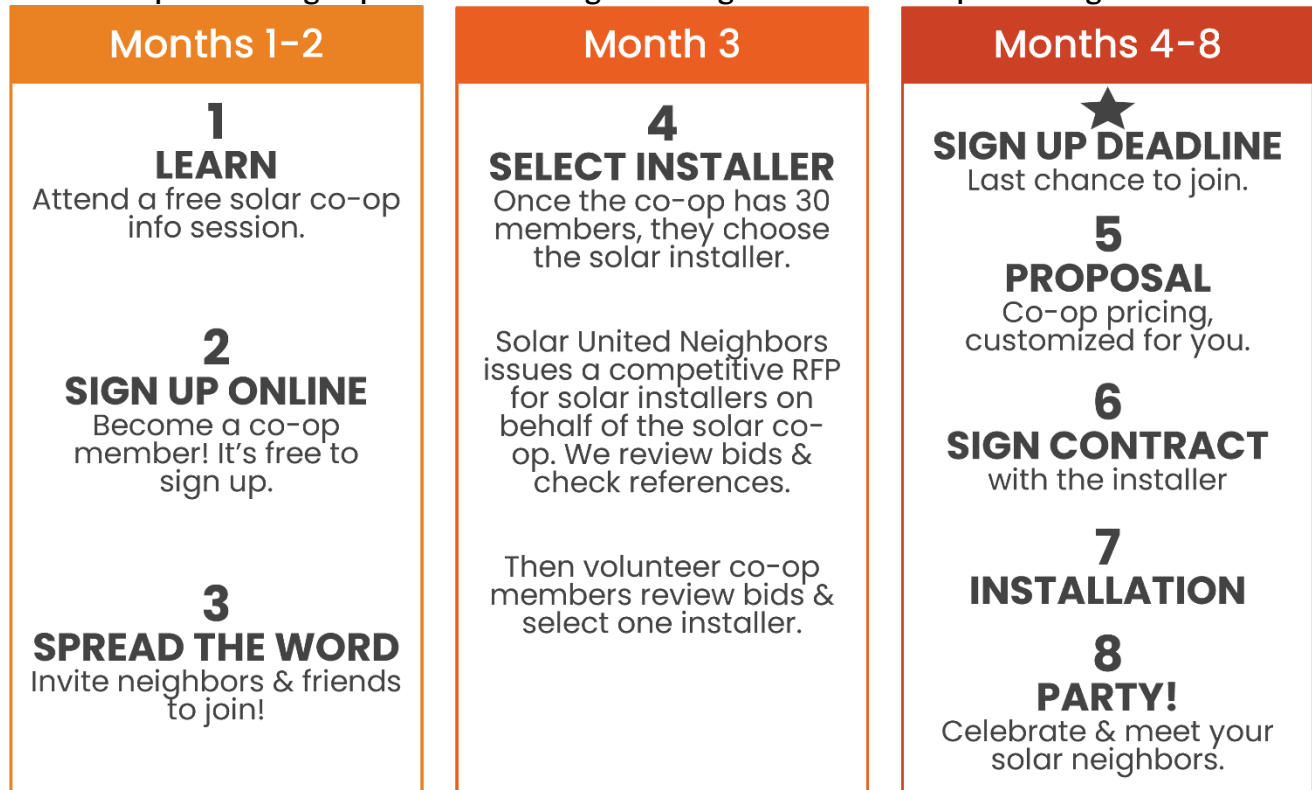 Months 1-2
1
LEARN
Attend a free solar co-op
info session.
2
SIGN UP ONLINE
Become a co-op
member! It's free to
sign up.
3
SPREAD THE WORD
Invite neighbors & friends
to join!
Month 3
4
SELECT INSTALLER
Once the co-op has 30
members, they choose
the solar installer.
Solar United Neighbors
issues a competitive RFP
for solar installers on
behalf of the solar co-
op. We review bids &
check references.
Then volunteer co-op
members review bids &
select one installer.
Months 4-8
SIGN UP DEADLINE
Last chance to join.
5
PROPOSAL
Co-op pricing,
customized for you.
6
SIGN CONTRACT
with the installer
7
INSTALLATION
8
PARTY!
Celebrate & meet your
solar neighbors.